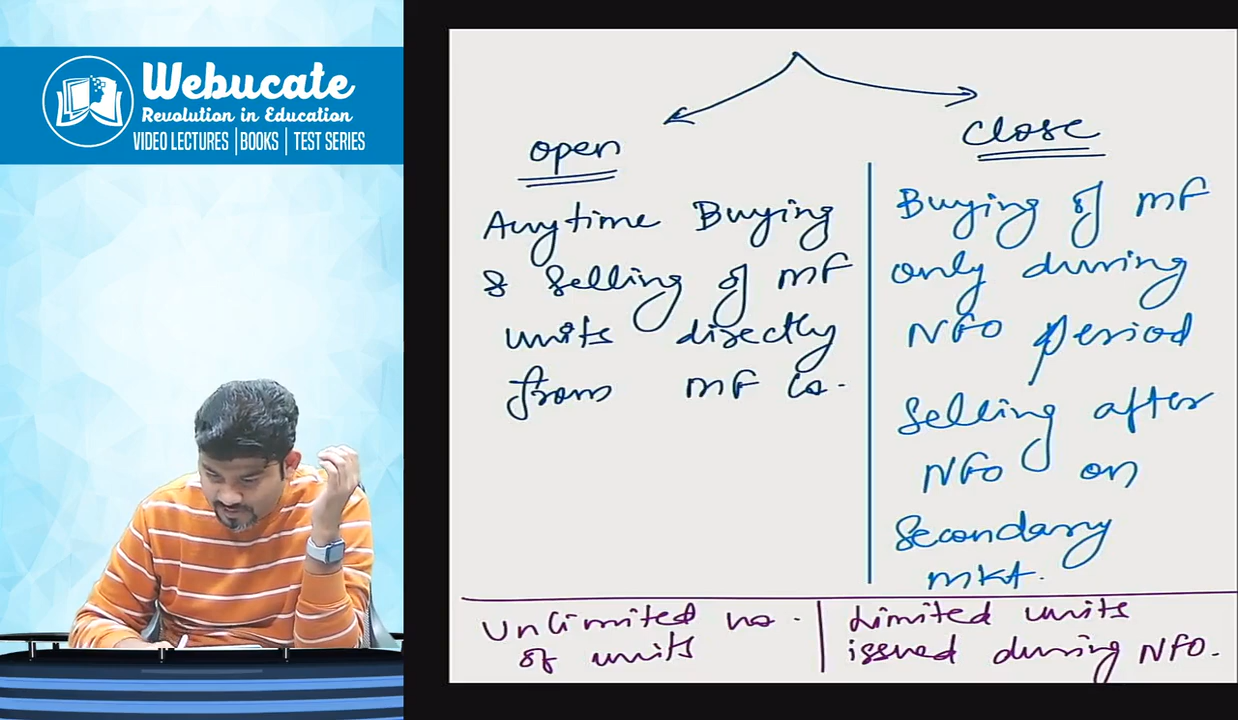 Webucate
Revolution in Education
VIDEO LECTURES | BOOKS | TEST SERIES
open
Anytime Buying
& Selling of MF
units directly
from MF Co.
Close
Buying of MF
only during
NFO period
Selling after
NFO on
Secondary
mkt.
Unlimited no.
of units
Limited units
issued during NFO.